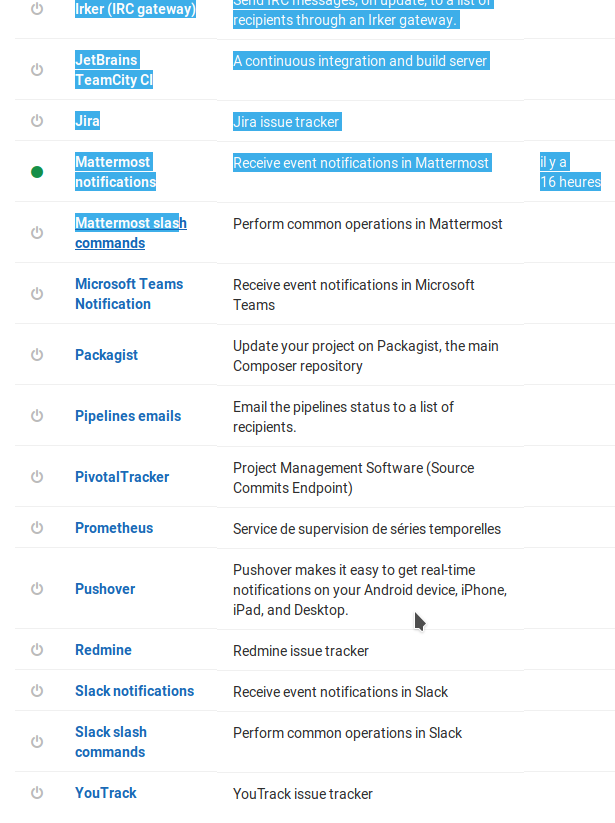 Irker (IRC gateway)
Send IRC messages, on update, to a list of
recipients through an Irker gateway.
JetBrains
TeamCity CI
A continuous integration and build server
Jira
Jira issue tracker
Mattermost
notifications
Receive event notifications in Mattermost
il y a
16 heures
Mattermost slash
commands
Perform common operations in Mattermost
Microsoft Teams
Notification
Receive event notifications in Microsoft
Teams
Packagist
Update your project on Packagist, the main
Composer repository
Pipelines emails
Email the pipelines status to a list of
recipients.
PivotalTracker
Project Management Software (Source
Commits Endpoint)
Prometheus
Service de supervision de séries temporelles
Pushover
Pushover makes it easy to get real-time
notifications on your Android device, iPhone,
iPad, and Desktop.
Redmine
Redmine issue tracker
Slack notifications
Receive event notifications in Slack
Slack slash
commands
Perform common operations in Slack
YouTrack
YouTrack issue tracker